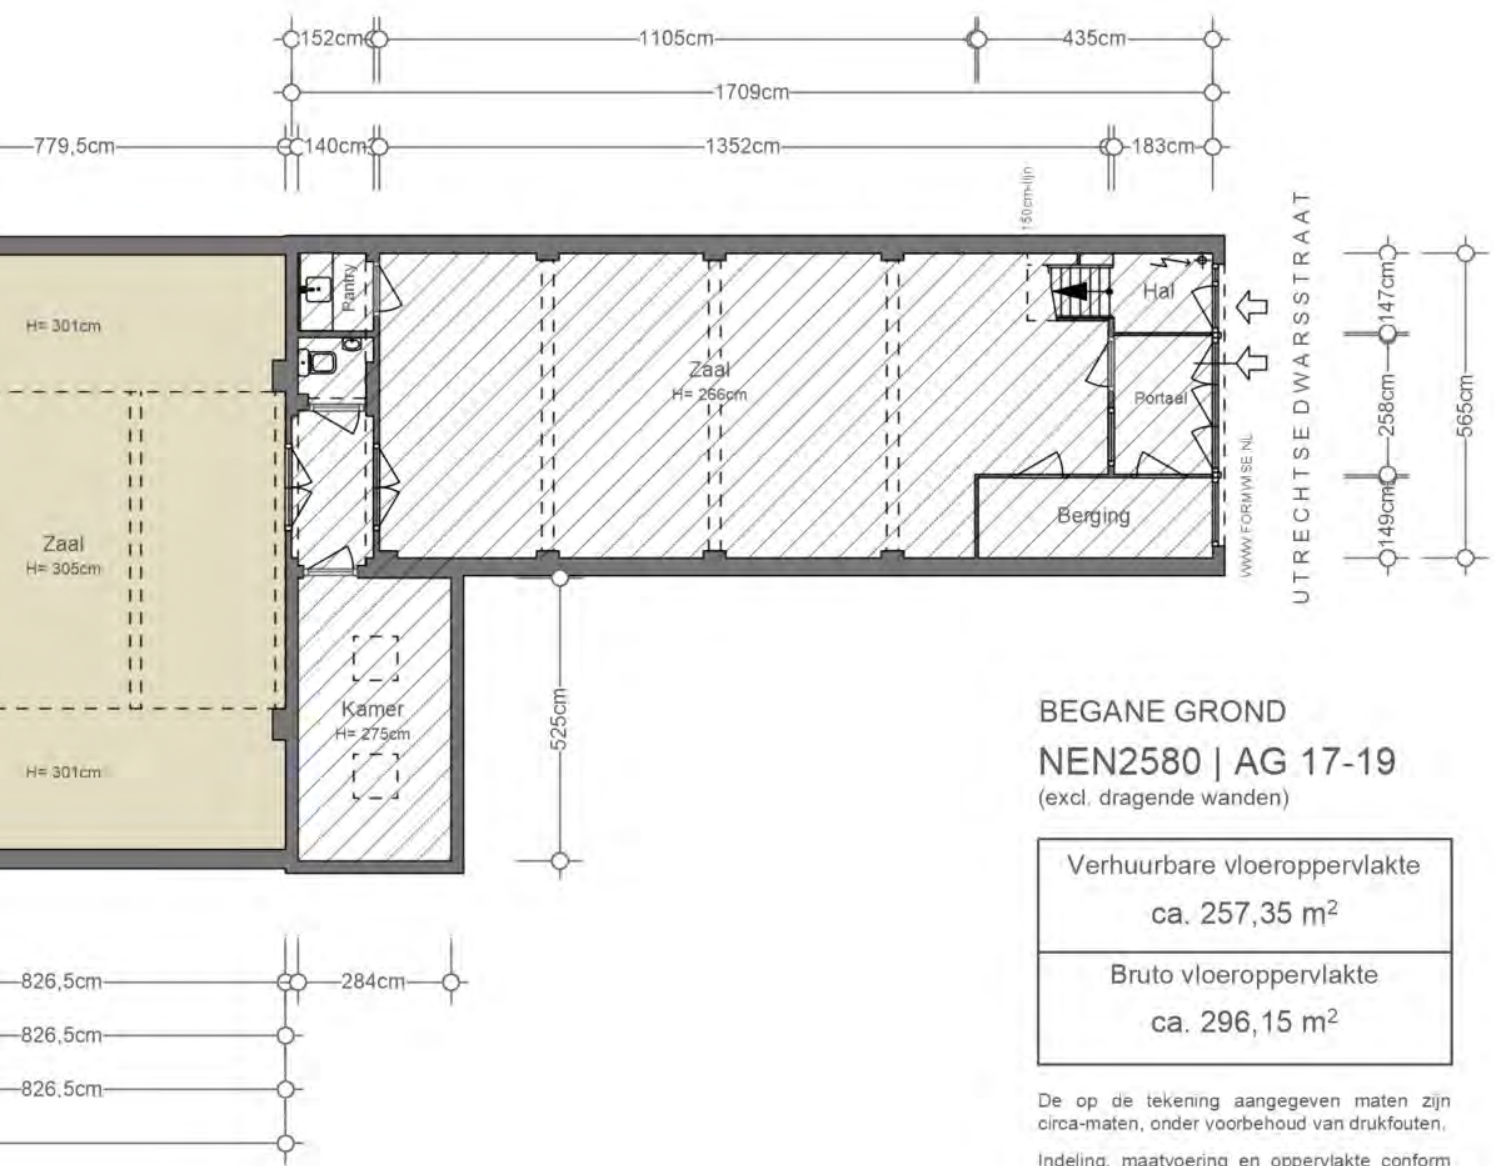 152cm
1105cm
435cm
1709cm
779,5cm
140cm
1352cm
183cm
150cm-lijn
UTRECHTSE DWARSSTRAAT
Pantry
Hal
147cm
H= 301cm
Zaal
H= 266cm
Portaal
258cm
565cm
WWW.FORMWISE.NL
Zaal
H= 305cm
Berging
149cm
Kamer
H= 275cm
525cm
H= 301cm
BEGANE GROND
NEN2580 | AG 17-19
(excl. dragende wanden)
Verhuurbare vloeroppervlakte
ca. 257,35 m²
Bruto vloeroppervlakte
ca. 296,15 m²
826,5cm
284cm
826,5cm
826,5cm
De op de tekening aangegeven maten zijn
circa-maten, onder voorbehoud van drukfouten.
Indeling, maatvoering en oppervlakte conform